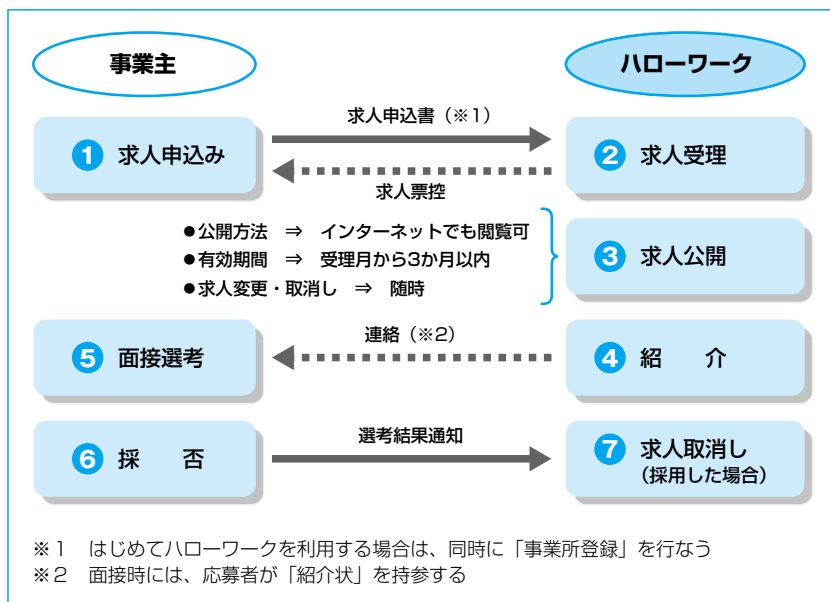 事業主
ハローワーク
求人申込書（※1）
❶ 求人申込み
❷ 求人受理
求人票控
●公開方法　⇒　インターネットでも閲覧可
●有効期間　⇒　受理月から3か月以内
●求人変更・取消し　⇒　随時
❸ 求人公開
連絡（※2）
❺ 面接選考
❹ 紹　介
選考結果通知
❻ 採　否
❼ 求人取消し
（採用した場合）
※１　はじめてハローワークを利用する場合は、同時に「事業所登録」を行なう
※２　面接時には、応募者が「紹介状」を持参する